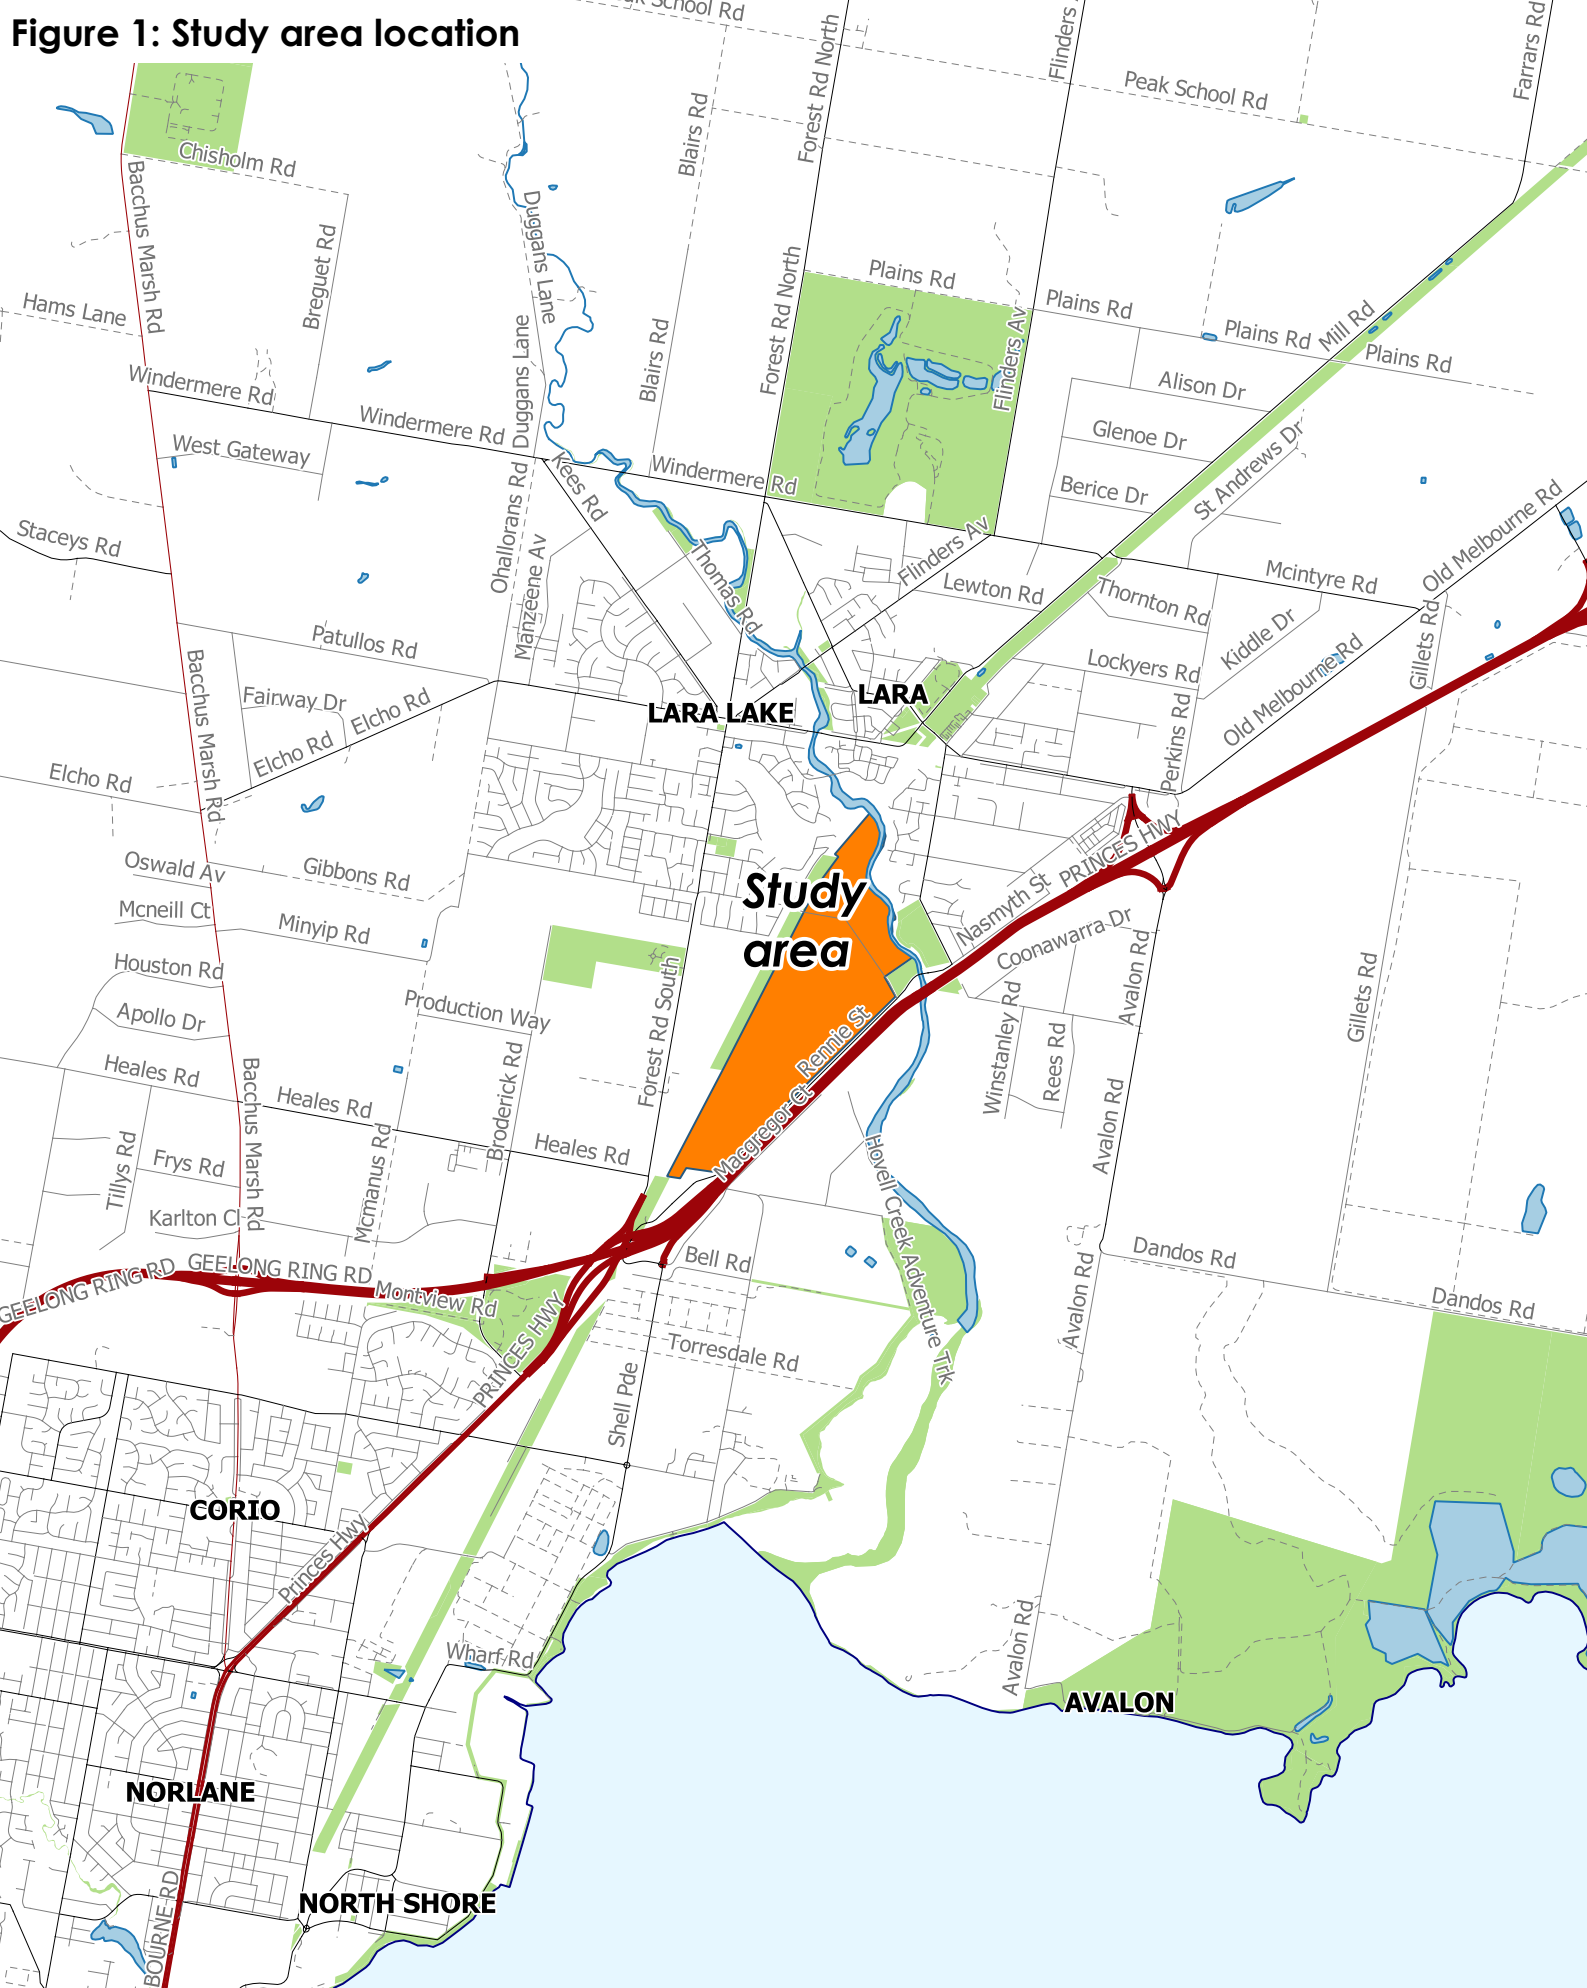 Figure 1: Study area location
School Rd
Forest Rd North
Flinders
Farrars Rd
Peak School Rd
Blairs Rd
Chisholm Rd
Bacchus Marsh Rd
Duggans Lane
Breguet Rd
Forest Rd North
Plains Rd
Plains Rd
Hams Lane
Duggans Lane
Blairs Rd
Flinders Av
Plains Rd
Mill Rd
Plains Rd
Windermere Rd
Alison Dr
Windermere Rd
Glenoe Dr
St Andrews Dr
West Gateway
Kees Rd
Windermere Rd
Berice Dr
Old Melbourne Rd
Staceys Rd
Ohallorans Rd
Manzeene Av
Thomas Rd
Flinders Av
Lewton Rd
Thornton Rd
Mcintyre Rd
Kiddle Dr
Gillets Rd
Patullos Rd
Bacchus Marsh Rd
Lockyers Rd
Old Melbourne Rd
Fairway Dr
Elcho Rd
LARA LAKE
LARA
Perkins Rd
Elcho Rd
Elcho Rd
PRINCES HWY
Oswald Av
Gibbons Rd
Study
area
Nasmyth St
Mcneill Ct
Minyip Rd
Coonawarra Dr
Houston Rd
Forest Rd South
Avalon Rd
Gillets Rd
Production Way
Winstanley Rd
Apollo Dr
Rennie St
Rees Rd
Heales Rd
Bacchus Marsh Rd
Heales Rd
Broderick Rd
Macgregor Ct
Avalon Rd
Tillys Rd
Frys Rd
Mcmanus Rd
Heales Rd
Hovell Creek Adventure Trk
Karlton Cl
GEELONG RING RD
GEELONG RING RD
Montview Rd
Bell Rd
Dandos Rd
Avalon Rd
Dandos Rd
PRINCES HWY
Torresdale Rd
Shell Pde
CORIO
Princes Hwy
Wharf Rd
Avalon Rd
AVALON
NORLANE
NORTH SHORE
BOURNE RD